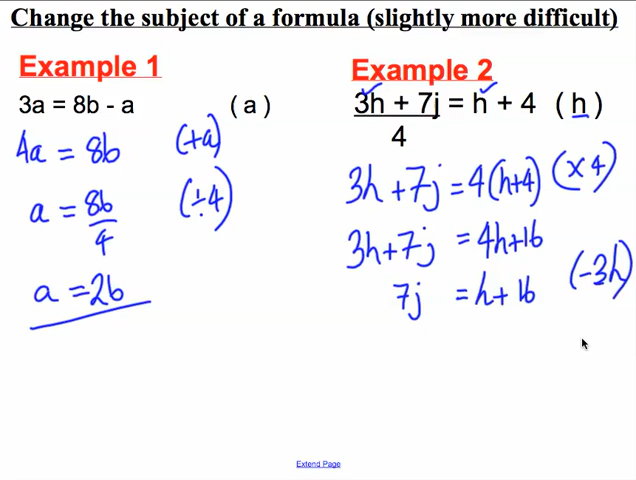 Change the subject of a formula (slightly more difficult)
Example 1
3a = 8b - a ( a )
4a = 8b (+a)
a = 8b/4 (÷4)
a = 2b
Example 2
3h + 7j = h + 4 ( h )
4
3h + 7j = 4(h+4) (x4)
3h + 7j = 4h + 16
7j = h + 16 (-3h)
Extend Page